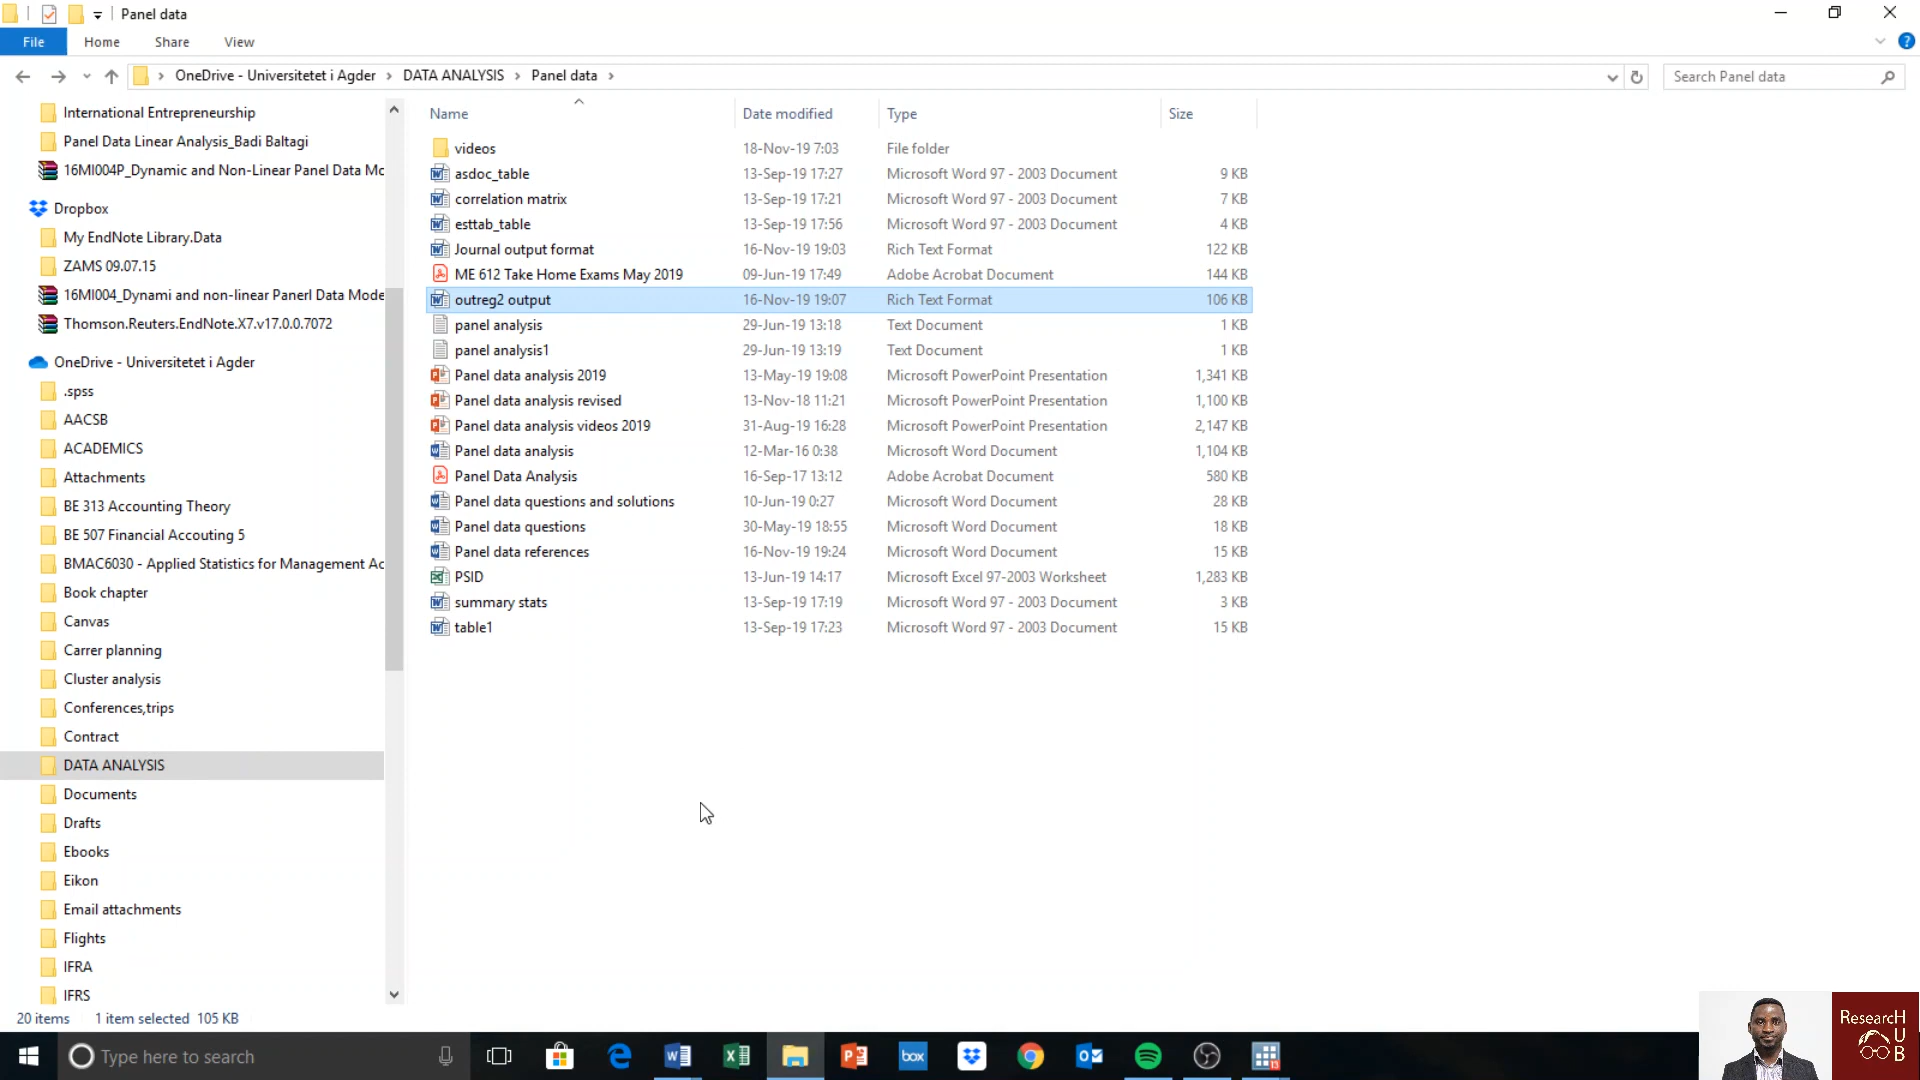 Panel data
File Home Share View
OneDrive - Universitetet i Agder > DATA ANALYSIS > Panel data >
Search Panel data
International Entrepreneurship
Panel Data Linear Analysis_Badi Baltagi
16MI004P_Dynamic and Non-Linear Panel Data Mc
Dropbox
My EndNote Library.Data
ZAMS 09.07.15
16MI004_Dynami and non-linear Panerl Data Mode
Thomson.Reuters.EndNote.X7.v17.0.0.7072
OneDrive - Universitetet i Agder
.spss
AACSB
ACADEMICS
Attachments
BE 313 Accounting Theory
BE 507 Financial Accouting 5
BMAC6030 - Applied Statistics for Management Ac
Book chapter
Canvas
Carrer planning
Cluster analysis
Conferences,trips
Contract
DATA ANALYSIS
Documents
Drafts
Ebooks
Eikon
Email attachments
Flights
IFRA
IFRS
Name Date modified Type Size
videos 18-Nov-19 7:03 File folder
asdoc_table 13-Sep-19 17:27 Microsoft Word 97 - 2003 Document 9 KB
correlation matrix 13-Sep-19 17:21 Microsoft Word 97 - 2003 Document 7 KB
esttab_table 13-Sep-19 17:56 Microsoft Word 97 - 2003 Document 4 KB
Journal output format 16-Nov-19 19:03 Rich Text Format 122 KB
ME 612 Take Home Exams May 2019 09-Jun-19 17:49 Adobe Acrobat Document 144 KB
outreg2 output 16-Nov-19 19:07 Rich Text Format 106 KB
panel analysis 29-Jun-19 13:18 Text Document 1 KB
panel analysis1 29-Jun-19 13:19 Text Document 1 KB
Panel data analysis 2019 13-May-19 19:08 Microsoft PowerPoint Presentation 1,341 KB
Panel data analysis revised 13-Nov-18 11:21 Microsoft PowerPoint Presentation 1,100 KB
Panel data analysis videos 2019 31-Aug-19 16:28 Microsoft PowerPoint Presentation 2,147 KB
Panel data analysis 12-Mar-16 0:38 Microsoft Word Document 1,104 KB
Panel Data Analysis 16-Sep-17 13:12 Adobe Acrobat Document 580 KB
Panel data questions and solutions 10-Jun-19 0:27 Microsoft Word Document 28 KB
Panel data questions 30-May-19 18:55 Microsoft Word Document 18 KB
Panel data references 16-Nov-19 19:24 Microsoft Word Document 15 KB
PSID 13-Jun-19 14:17 Microsoft Excel 97-2003 Worksheet 1,283 KB
summary stats 13-Sep-19 17:19 Microsoft Word 97 - 2003 Document 3 KB
table1 13-Sep-19 17:23 Microsoft Word 97 - 2003 Document 15 KB
20 items 1 item selected 105 KB
Type here to search
box
ResearcH
U
B